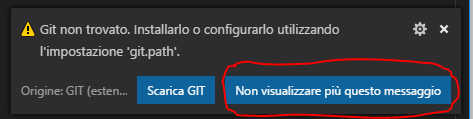 Git non trovato. Installarlo o configurarlo utilizzando
l'impostazione 'git.path'.
Origine: GIT (esten... Scarica GIT Non visualizzare più questo messaggio